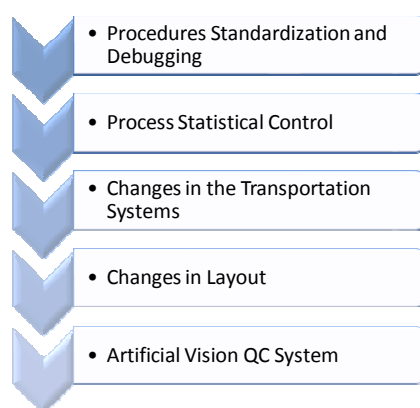 • Procedures Standardization and
Debugging
• Process Statistical Control
• Changes in the Transportation
Systems
• Changes in Layout
• Artificial Vision QC System